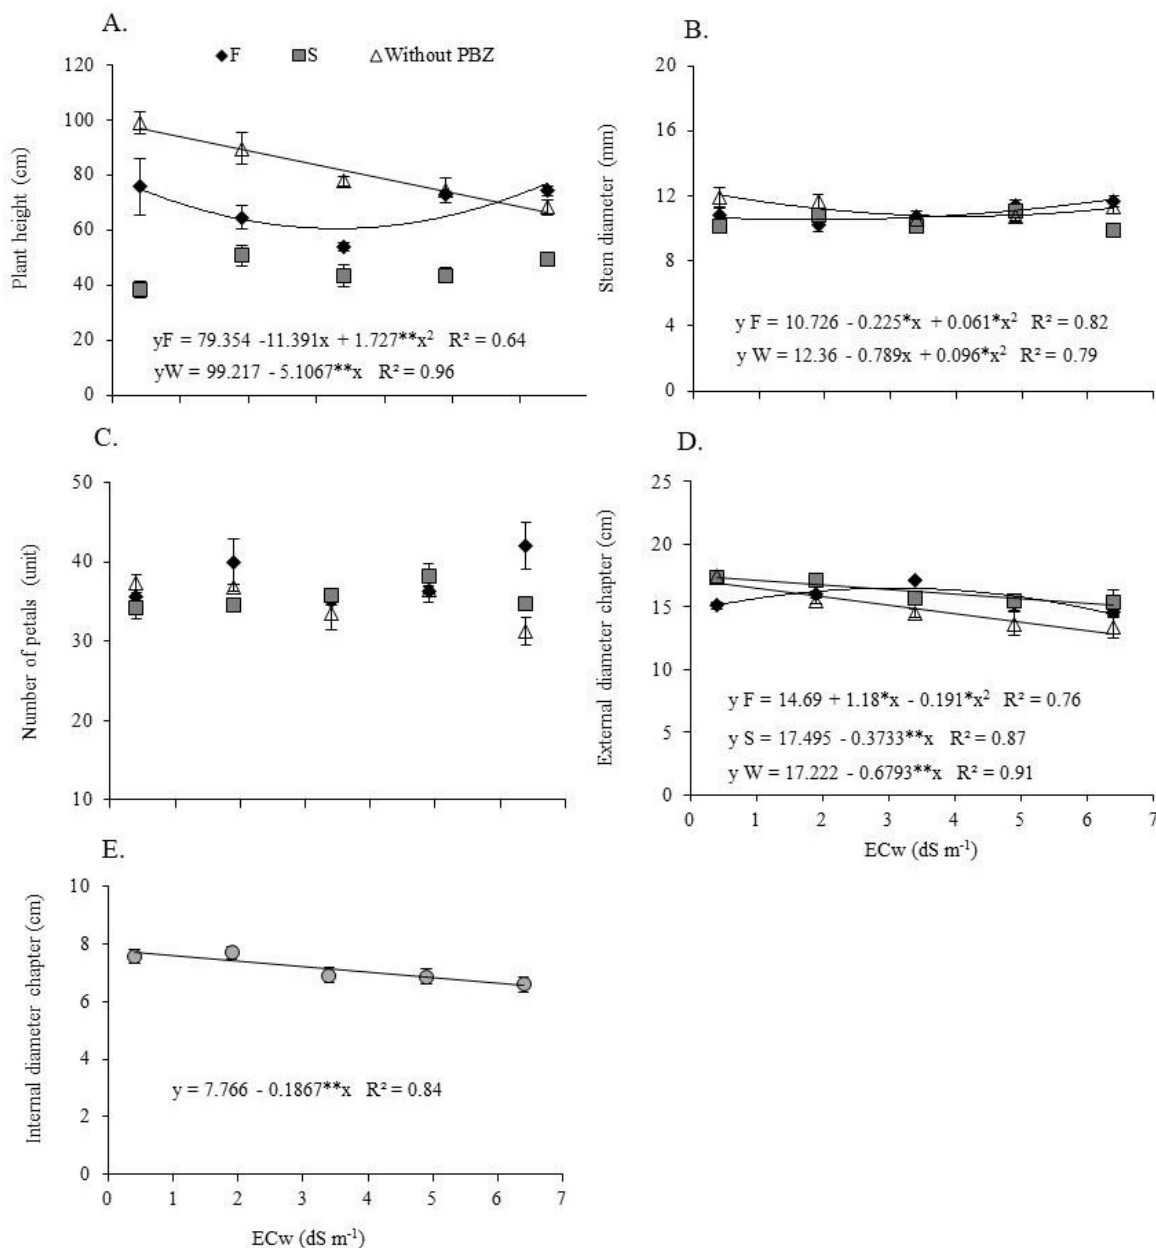 A.
F S Without PBZ
120
100
80
60
40
20
0
Plant height (cm)
yF = 79.354 -11.391x + 1.727**x² R² = 0.64
yW = 99.217 - 5.1067**x R² = 0.96
B.
20
16
12
8
4
0
Stem diameter (mm)
y F = 10.726 - 0.225*x + 0.061*x² R² = 0.82
y W = 12.36 - 0.789x + 0.096*x² R² = 0.79
C.
50
40
30
20
10
Number of petals (unit)
D.
25
20
15
10
5
0
External diameter chapter (cm)
y F = 14.69 + 1.18*x - 0.191*x² R² = 0.76
y S = 17.495 - 0.3733**x R² = 0.87
y W = 17.222 - 0.6793**x R² = 0.91
0 1 2 3 4 5 6 7
ECw (dS m⁻¹)
E.
10
8
6
4
2
0
Internal diameter chapter (cm)
y = 7.766 - 0.1867**x R² = 0.84
0 1 2 3 4 5 6 7
ECw (dS m⁻¹)